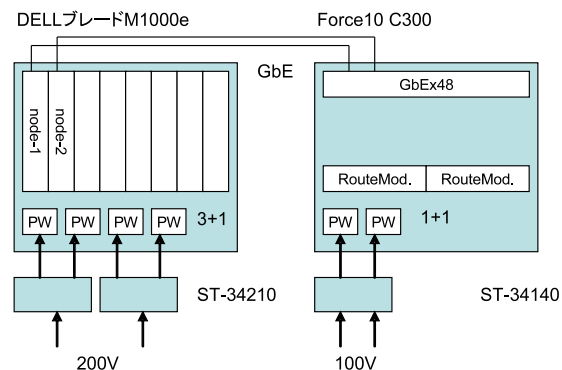 DELLブレードM1000e
Force10 C300
GbE
GbEx48
node-1
node-2
RouteMod.
RouteMod.
PW
PW
PW
PW
3+1
PW
PW
1+1
ST-34210
ST-34140
200V
100V